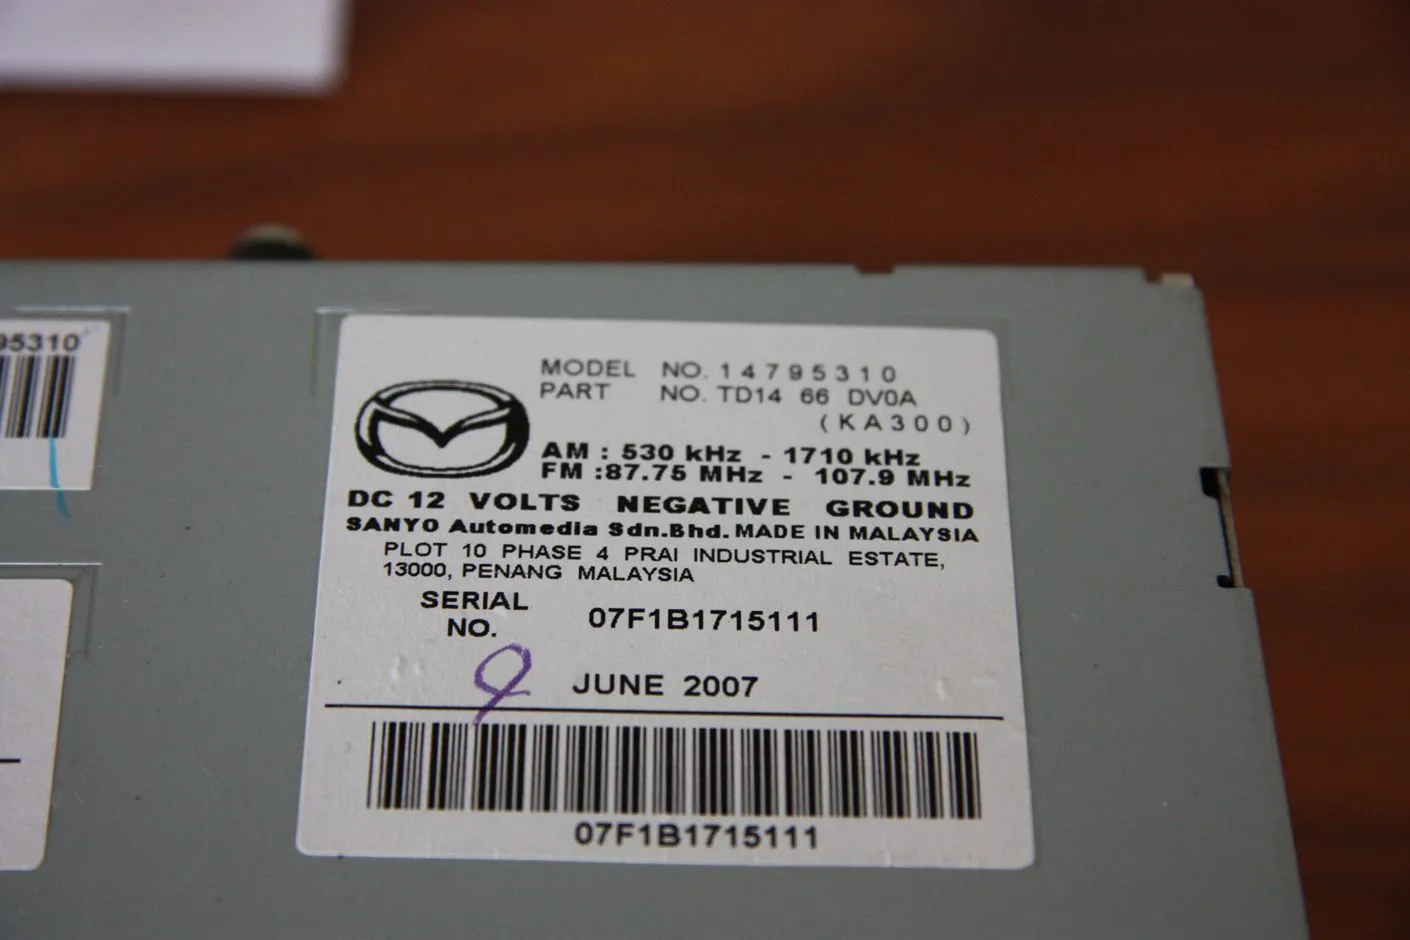 95310
MODEL NO. 14795310
PART NO. TD14 66 DV0A
(KA300)
AM : 530 kHz - 1710 kHz
FM :87.75 MHz - 107.9 MHz
DC 12 VOLTS NEGATIVE GROUND
SANYO Automedia Sdn.Bhd. MADE IN MALAYSIA
PLOT 10 PHASE 4 PRAI INDUSTRIAL ESTATE,
13000, PENANG MALAYSIA
SERIAL
NO. 07F1B1715111
JUNE 2007
07F1B1715111